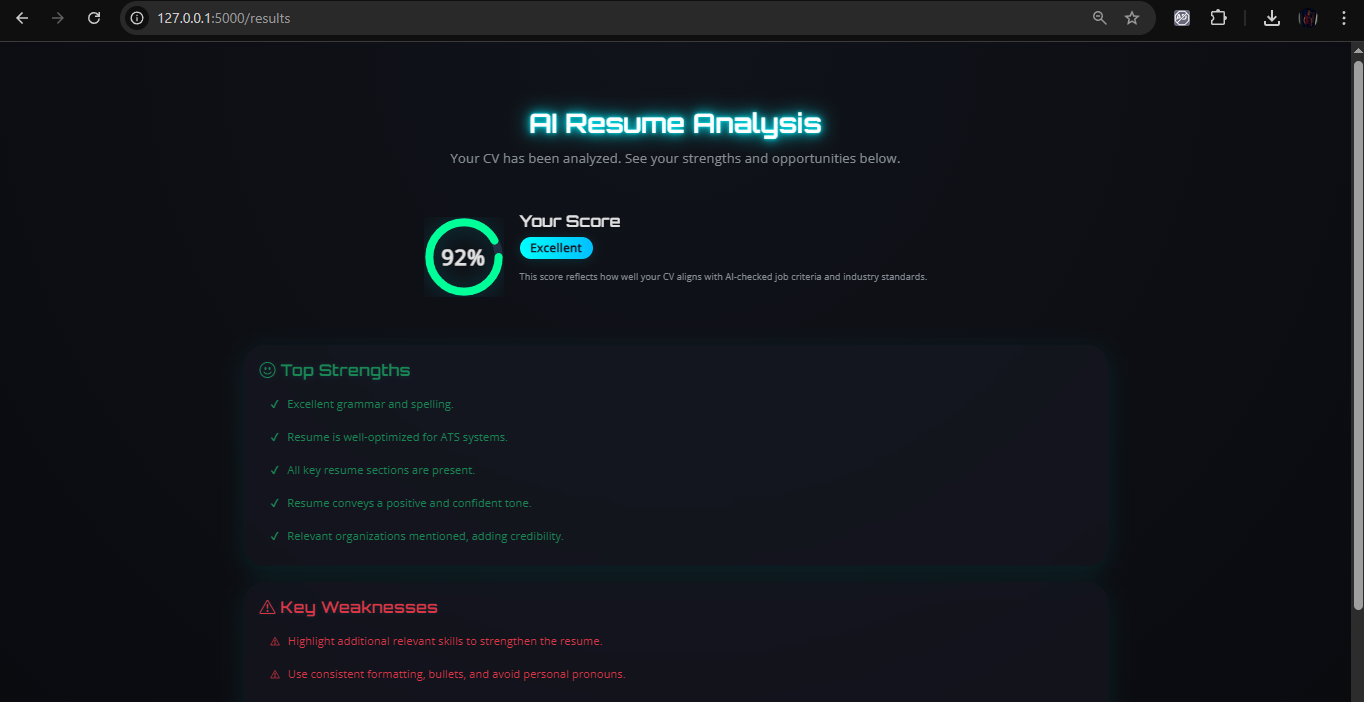 127.0.0.1:5000/results
AI Resume Analysis
Your CV has been analyzed. See your strengths and opportunities below.
92%
Your Score
Excellent
This score reflects how well your CV aligns with AI-checked job criteria and industry standards.
Top Strengths
✓ Excellent grammar and spelling.
✓ Resume is well-optimized for ATS systems.
✓ All key resume sections are present.
✓ Resume conveys a positive and confident tone.
✓ Relevant organizations mentioned, adding credibility.
Key Weaknesses
⚠ Highlight additional relevant skills to strengthen the resume.
⚠ Use consistent formatting, bullets, and avoid personal pronouns.